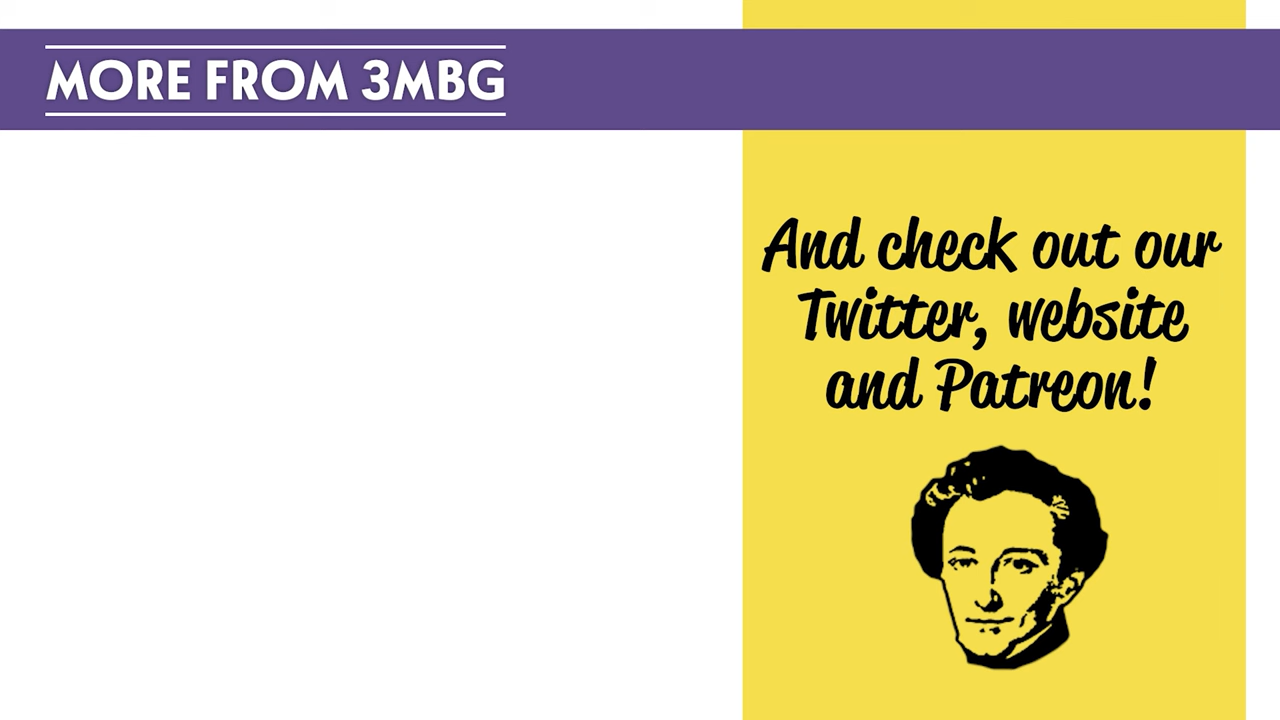 MORE FROM 3MBG
And check out our
Twitter, website
and Patreon!